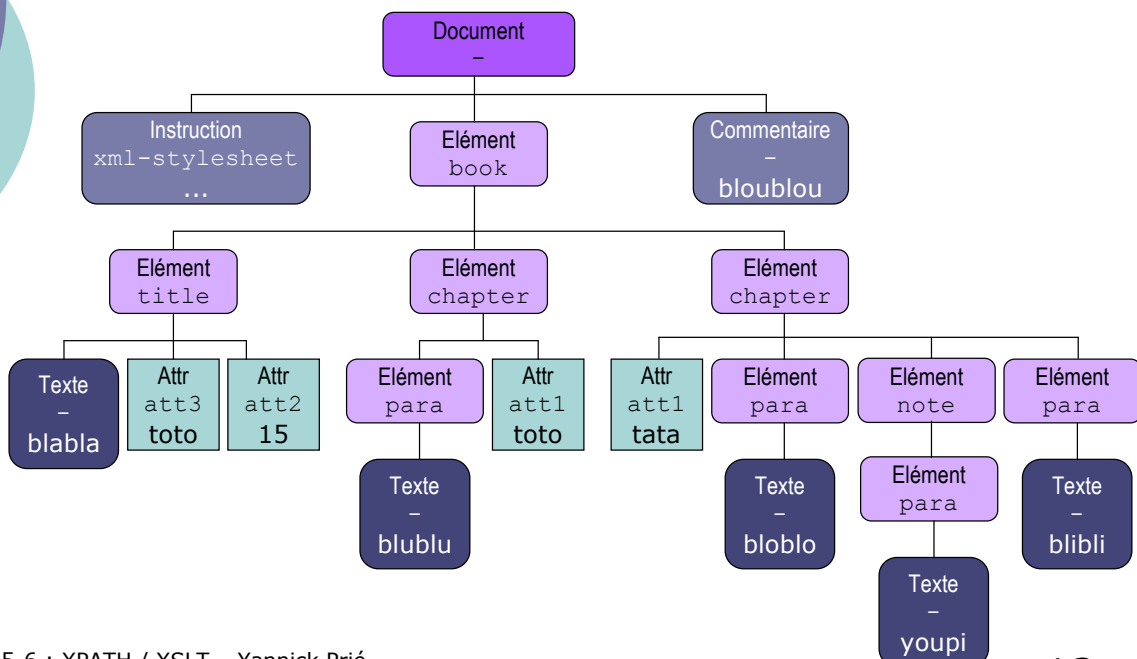 Document
–
Instruction
xml-stylesheet
...
Elément
book
Commentaire
–
bloublou
Elément
title
Elément
chapter
Elément
chapter
Texte
–
blabla
Attr
att3
toto
Attr
att2
15
Elément
para
Attr
att1
toto
Attr
att1
tata
Elément
para
Elément
note
Elément
para
Texte
–
blublu
Texte
–
bloblo
Elément
para
Texte
–
blibli
Texte
–
youpi
XPATH / XSLT – Yannick Prié